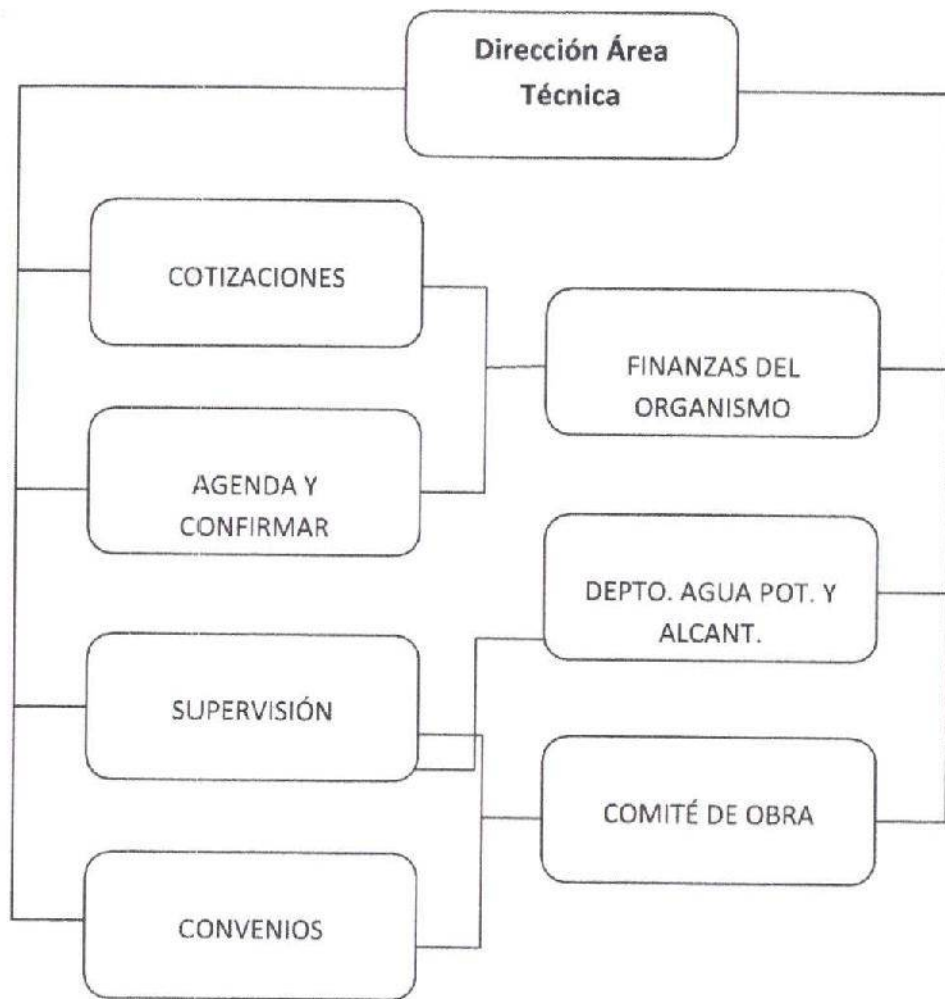 Dirección Área
Técnica
COTIZACIONES
FINANZAS DEL
ORGANISMO
AGENDA Y
CONFIRMAR
DEPTO. AGUA POT. Y
ALCANT.
SUPERVISIÓN
COMITÉ DE OBRA
CONVENIOS